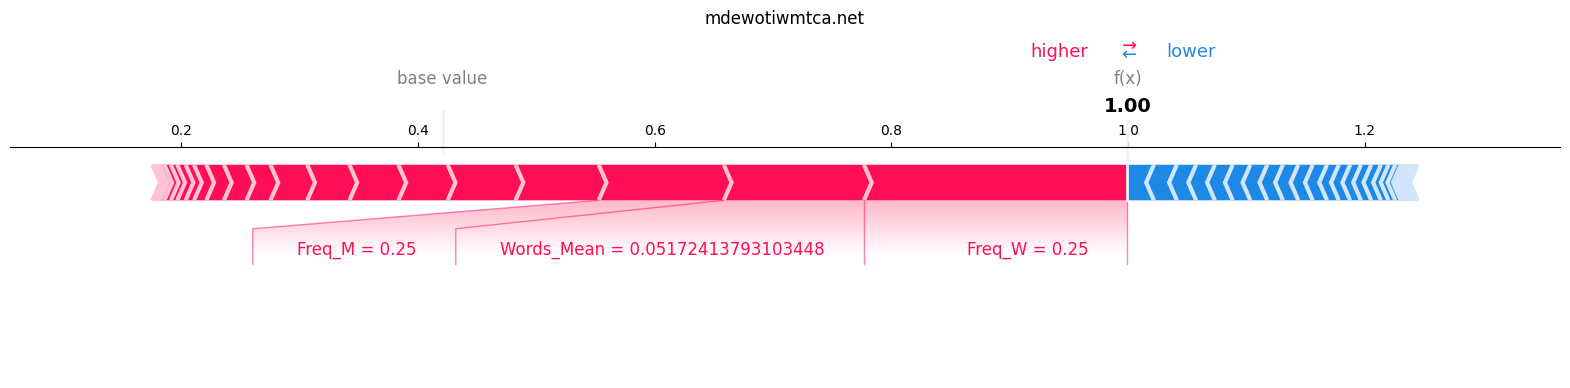 mdewotiwmtca.net
higher ⇄ lower
base value f(x)
1.00
0.2 0.4 0.6 0.8 1.0 1.2
Freq_M = 0.25 Words_Mean = 0.05172413793103448 Freq_W = 0.25